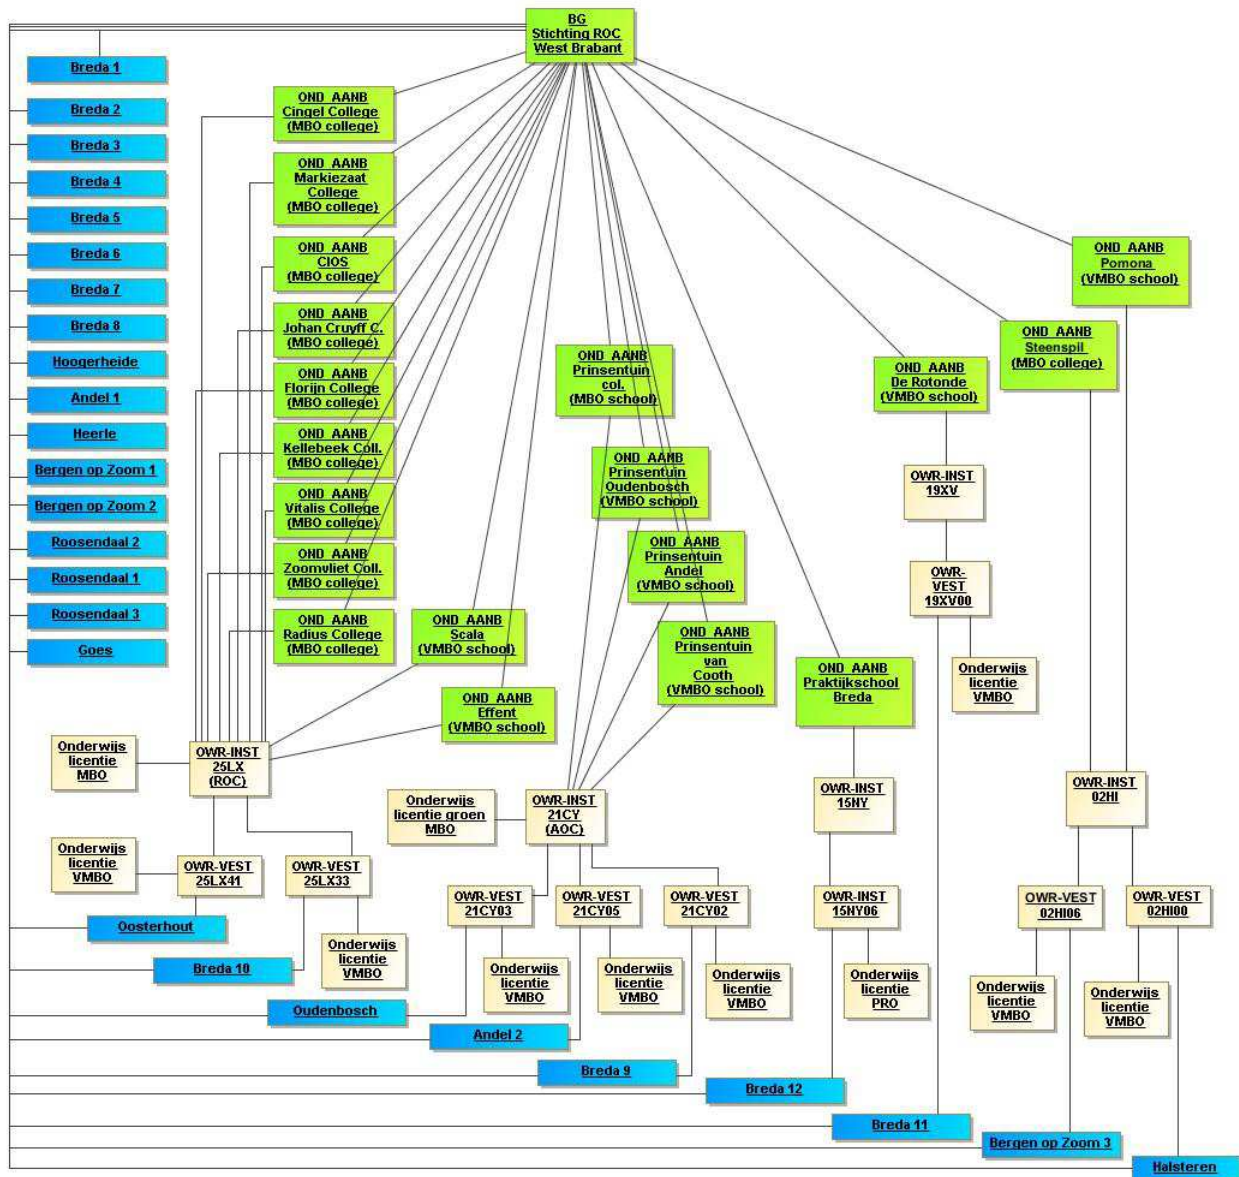 BG
Stichting ROC
West Brabant
Breda 1
Breda 2
Breda 3
Breda 4
Breda 5
Breda 6
Breda 7
Breda 8
Hoogerheide
Andel 1
Heerle
Bergen op Zoom 1
Bergen op Zoom 2
Roosendaal 2
Roosendaal 1
Roosendaal 3
Goes
OND_AANB
Cingel College
(MBO college)
OND_AANB
Markiezaat
College
(MBO college)
OND_AANB
CIOS
(MBO college)
OND_AANB
Johan Cruyff C.
(MBO college)
OND_AANB
Florijn College
(MBO college)
OND_AANB
Kellebeek Coll.
(MBO college)
OND_AANB
Vitalis College
(MBO college)
OND_AANB
Zoomvliet Coll.
(MBO college)
OND_AANB
Radius College
(MBO college)
OND_AANB
Scala
(VMBO school)
OND_AANB
Effent
(VMBO school)
OND_AANB
Prinsentuin
col.
(MBO school)
OND_AANB
Prinsentuin
Oudenbosch
(VMBO school)
OND_AANB
Prinsentuin
Andel
(VMBO school)
OND_AANB
Prinsentuin
van
Cooth
(VMBO school)
OND_AANB
Praktijkschool
Breda
OND_AANB
De Rotonde
(VMBO school)
OND_AANB
Steenspil
(MBO college)
OND_AANB
Pomona
(VMBO school)
OWR-INST
19XV
OWR-
VEST
19XV00
Onderwijs
licentie
VMBO
Onderwijs
licentie
MBO
OWR-INST
25LX
(ROC)
Onderwijs
licentie groen
MBO
OWR-INST
21CY
(AOC)
OWR-INST
15NY
OWR-INST
02HI
Onderwijs
licentie
VMBO
OWR-VEST
25LX41
OWR-VEST
25LX33
OWR-VEST
21CY03
OWR-VEST
21CY05
OWR-VEST
21CY02
OWR-INST
15NY06
OWR-VEST
02HI06
OWR-VEST
02HI00
Oosterhout
Breda 10
Onderwijs
licentie
VMBO
Onderwijs
licentie
VMBO
Onderwijs
licentie
VMBO
Onderwijs
licentie
VMBO
Onderwijs
licentie
PRO
Onderwijs
licentie
VMBO
Onderwijs
licentie
VMBO
Oudenbosch
Andel 2
Breda 9
Breda 12
Breda 11
Bergen op Zoom 3
Halsteren